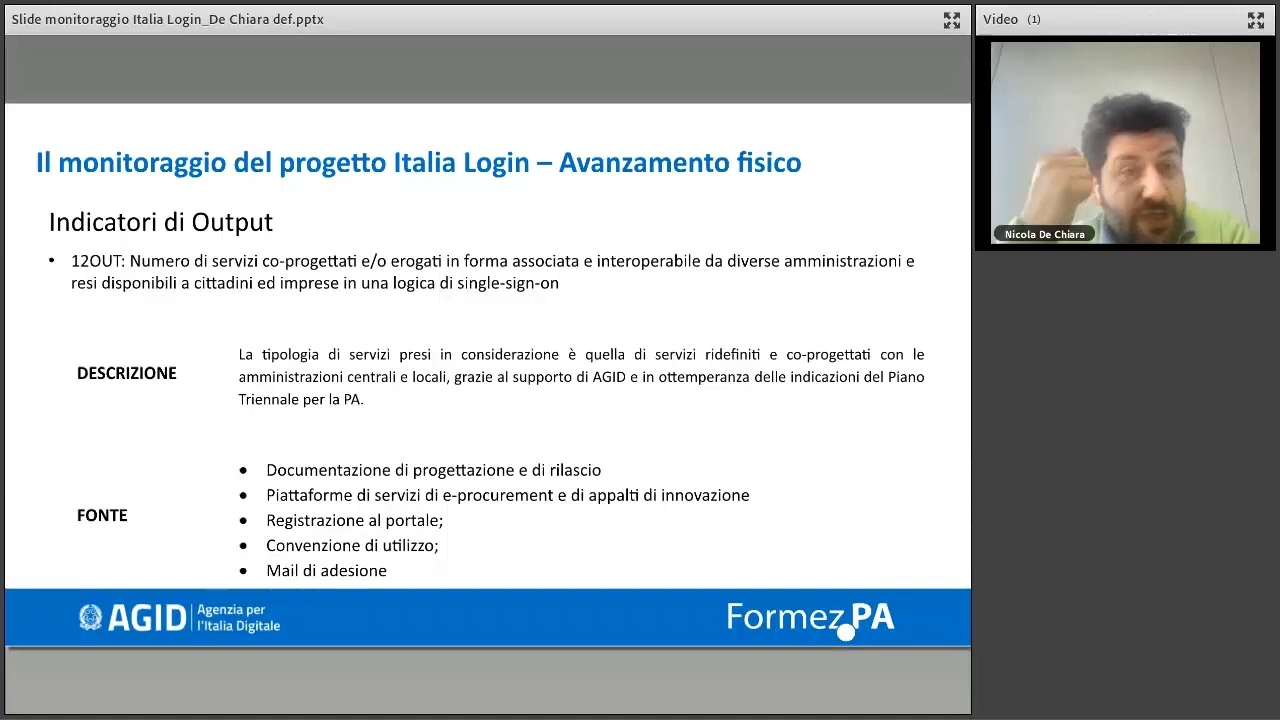 Slide monitoraggio Italia Login_De Chiara def.pptx
Video (1)
Il monitoraggio del progetto Italia Login – Avanzamento fisico
Indicatori di Output
• 12OUT: Numero di servizi co-progettati e/o erogati in forma associata e interoperabile da diverse amministrazioni e
resi disponibili a cittadini ed imprese in una logica di single-sign-on
DESCRIZIONE
La tipologia di servizi presi in considerazione è quella di servizi ridefiniti e co-progettati con le
amministrazioni centrali e locali, grazie al supporto di AGID e in ottemperanza delle indicazioni del Piano
Triennale per la PA.
FONTE
• Documentazione di progettazione e di rilascio
• Piattaforme di servizi di e-procurement e di appalti di innovazione
• Registrazione al portale;
• Convenzione di utilizzo;
• Mail di adesione
AGID
Agenzia per
l'Italia Digitale
Formez PA
Nicola De Chiara